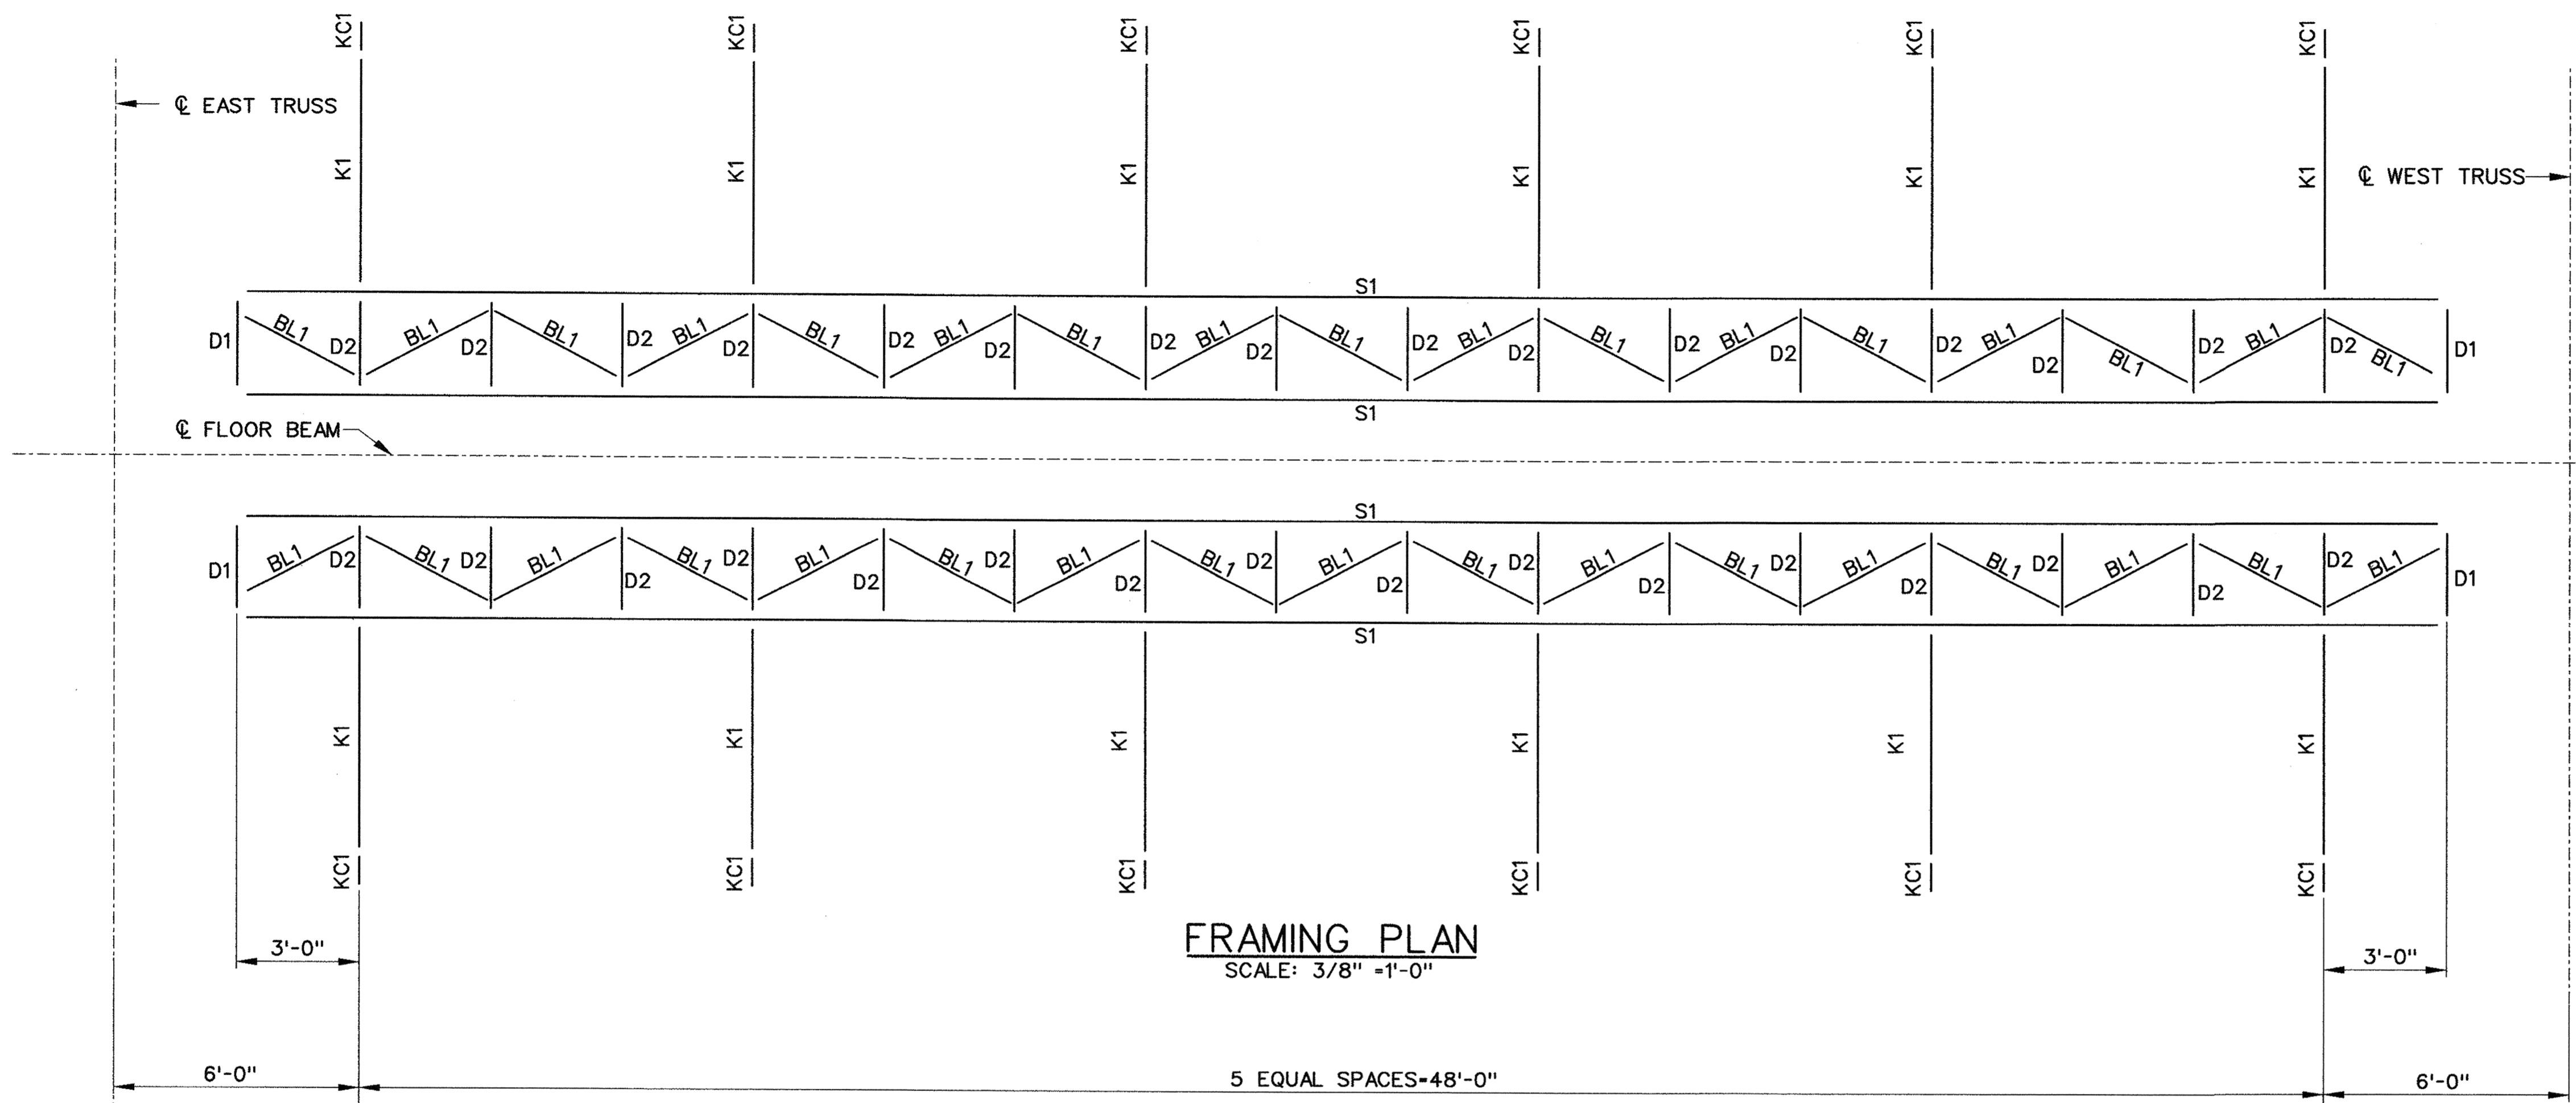 KC1 KC1 KC1 KC1 KC1 KC1
℄ EAST TRUSS
K1 K1 K1 K1 K1 K1
℄ WEST TRUSS
S1
D1 BL1 D2 BL1 D2 BL1 D2 BL1 D2 BL1 D2 BL1 D2 BL1 D2 BL1 D2 BL1 D2 BL1 D2 BL1 D2 BL1 D2 BL1 D2 BL1 D2 BL1 D2 BL1 D2 BL1 D1
S1
℄ FLOOR BEAM
S1
D1 BL1 D2 BL1 D2 BL1 D2 BL1 D2 BL1 D2 BL1 D2 BL1 D2 BL1 D2 BL1 D2 BL1 D2 BL1 D2 BL1 D2 BL1 D2 BL1 D2 BL1 D2 BL1 D2 BL1 D1
S1
K1 K1 K1 K1 K1 K1
KC1 KC1 KC1 KC1 KC1 KC1
FRAMING PLAN
SCALE: 3/8" =1'-0"
3'-0" 3'-0"
6'-0" 5 EQUAL SPACES=48'-0" 6'-0"